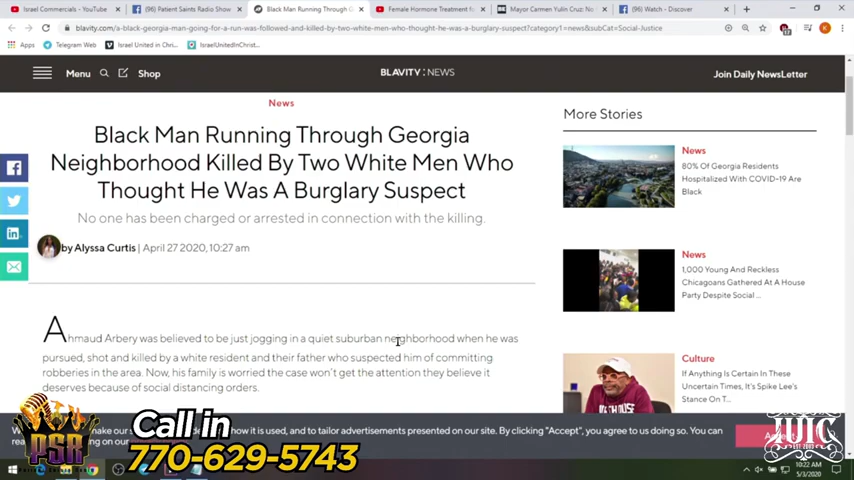 Israel Commercials - YouTube
(96) Patient Saints Radio Show
Black Man Running Through G
Female Hormone Treatment f
Mayor Carmen Yulin Cruz: No
(96) Watch - Discover
blavity.com/a-black-georgia-man-going-for-a-run-was-followed-and-killed-by-two-white-men-who-thought-he-was-a-burglary-suspect?category1=news&subCat=Social-Justice
Apps
Telegram Web
Israel United in Chri...
IsraelUnitedInChrist...
Menu
Shop
BLAVITY : NEWS
Join Daily NewsLetter
News
Black Man Running Through Georgia
Neighborhood Killed By Two White Men Who
Thought He Was A Burglary Suspect
No one has been charged or arrested in connection with the killing.
by Alyssa Curtis | April 27 2020, 10:27 am
Ahmaud Arbery was believed to be just jogging in a quiet suburban neighborhood when he was
pursued, shot and killed by a white resident and their father who suspected him of committing
robberies in the area. Now, his family is worried the case won't get the attention they believe it
deserves because of social distancing orders.
More Stories
News
80% Of Georgia Residents
Hospitalized With COVID-19 Are
Black
News
1,000 Young And Reckless
Chicagoans Gathered At A House
Party Despite Social ...
Culture
If Anything Is Certain In These
Uncertain Times, It's Spike Lee's
Stance On T...
how it is used, and to tailor advertisements presented on our site. By clicking "Accept", you agree to us doing so. You can
PSR
Call in
770-629-5743
IUIC
10:22 AM
5/3/2020